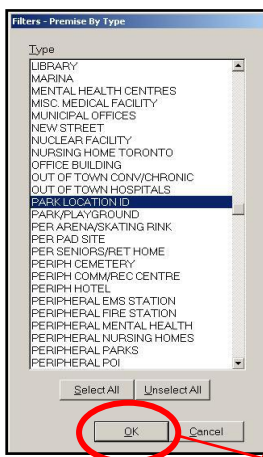 Filters - Premise By Type
Type
LIBRARY
MARINA
MENTAL HEALTH CENTRES
MISC. MEDICAL FACILITY
MUNICIPAL OFFICES
NEW STREET
NUCLEAR FACILITY
NURSING HOME TORONTO
OFFICE BUILDING
OUT OF TOWN CONV/CHRONIC
OUT OF TOWN HOSPITALS
PARK LOCATION ID
PARK/PLAYGROUND
PER ARENA/SKATING RINK
PER PAD SITE
PER SENIORS/RET HOME
PERIPH CEMETERY
PERIPH COMM/REC CENTRE
PERIPH HOTEL
PERIPHERAL EMS STATION
PERIPHERAL FIRE STATION
PERIPHERAL MENTAL HEALTH
PERIPHERAL NURSING HOMES
PERIPHERAL PARKS
PERIPHERAL POI
Select All Unselect All
OK Cancel